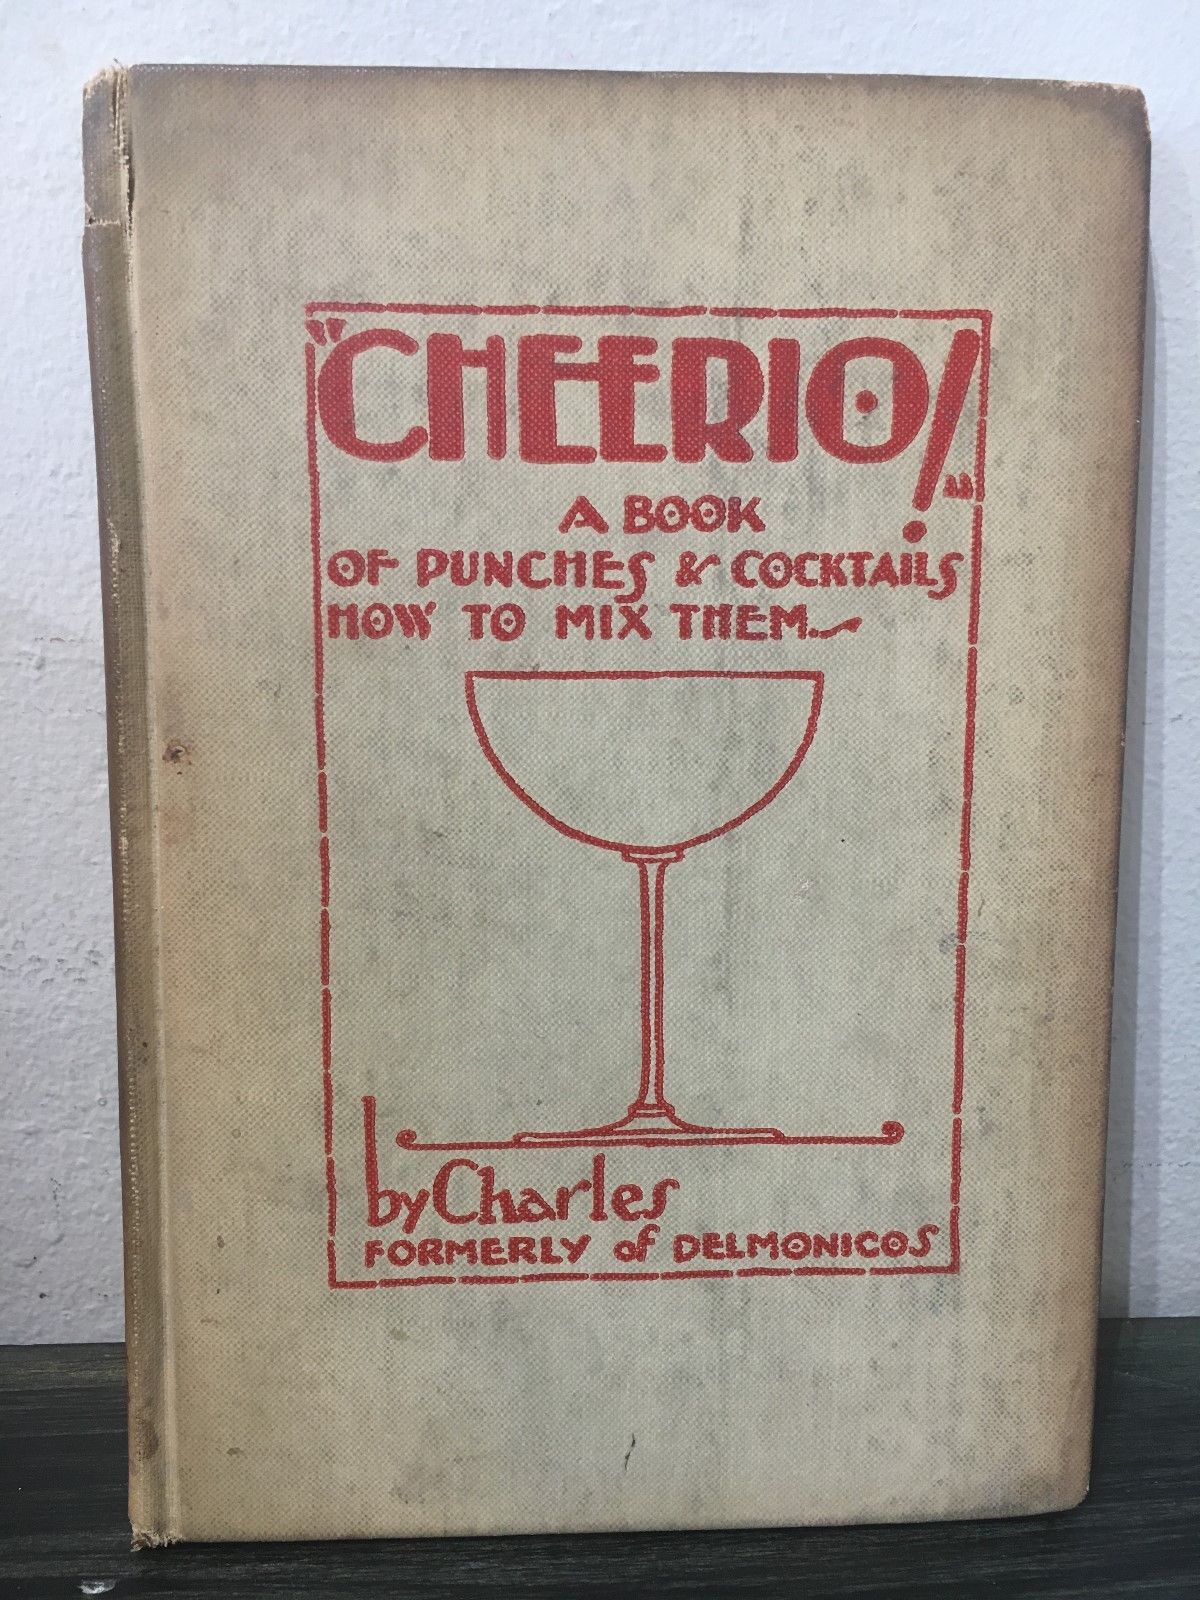 "CHEERIO!"
A BOOK
OF PUNCHES & COCKTAILS
HOW TO MIX THEM.
by Charles
FORMERLY of DELMONICOS